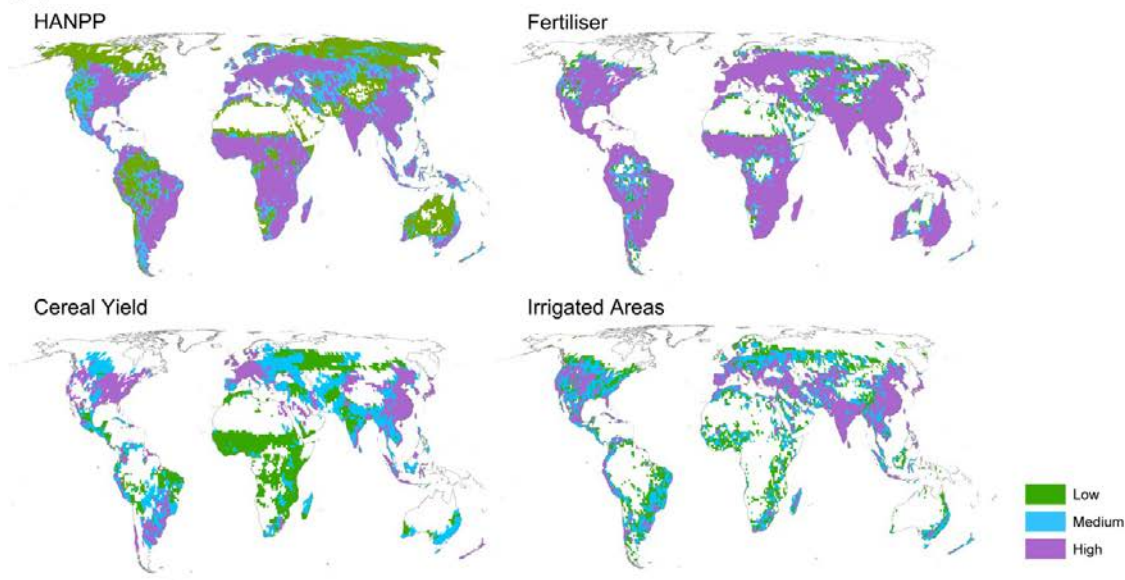 HANPP
Fertiliser
Cereal Yield
Irrigated Areas
Low
Medium
High